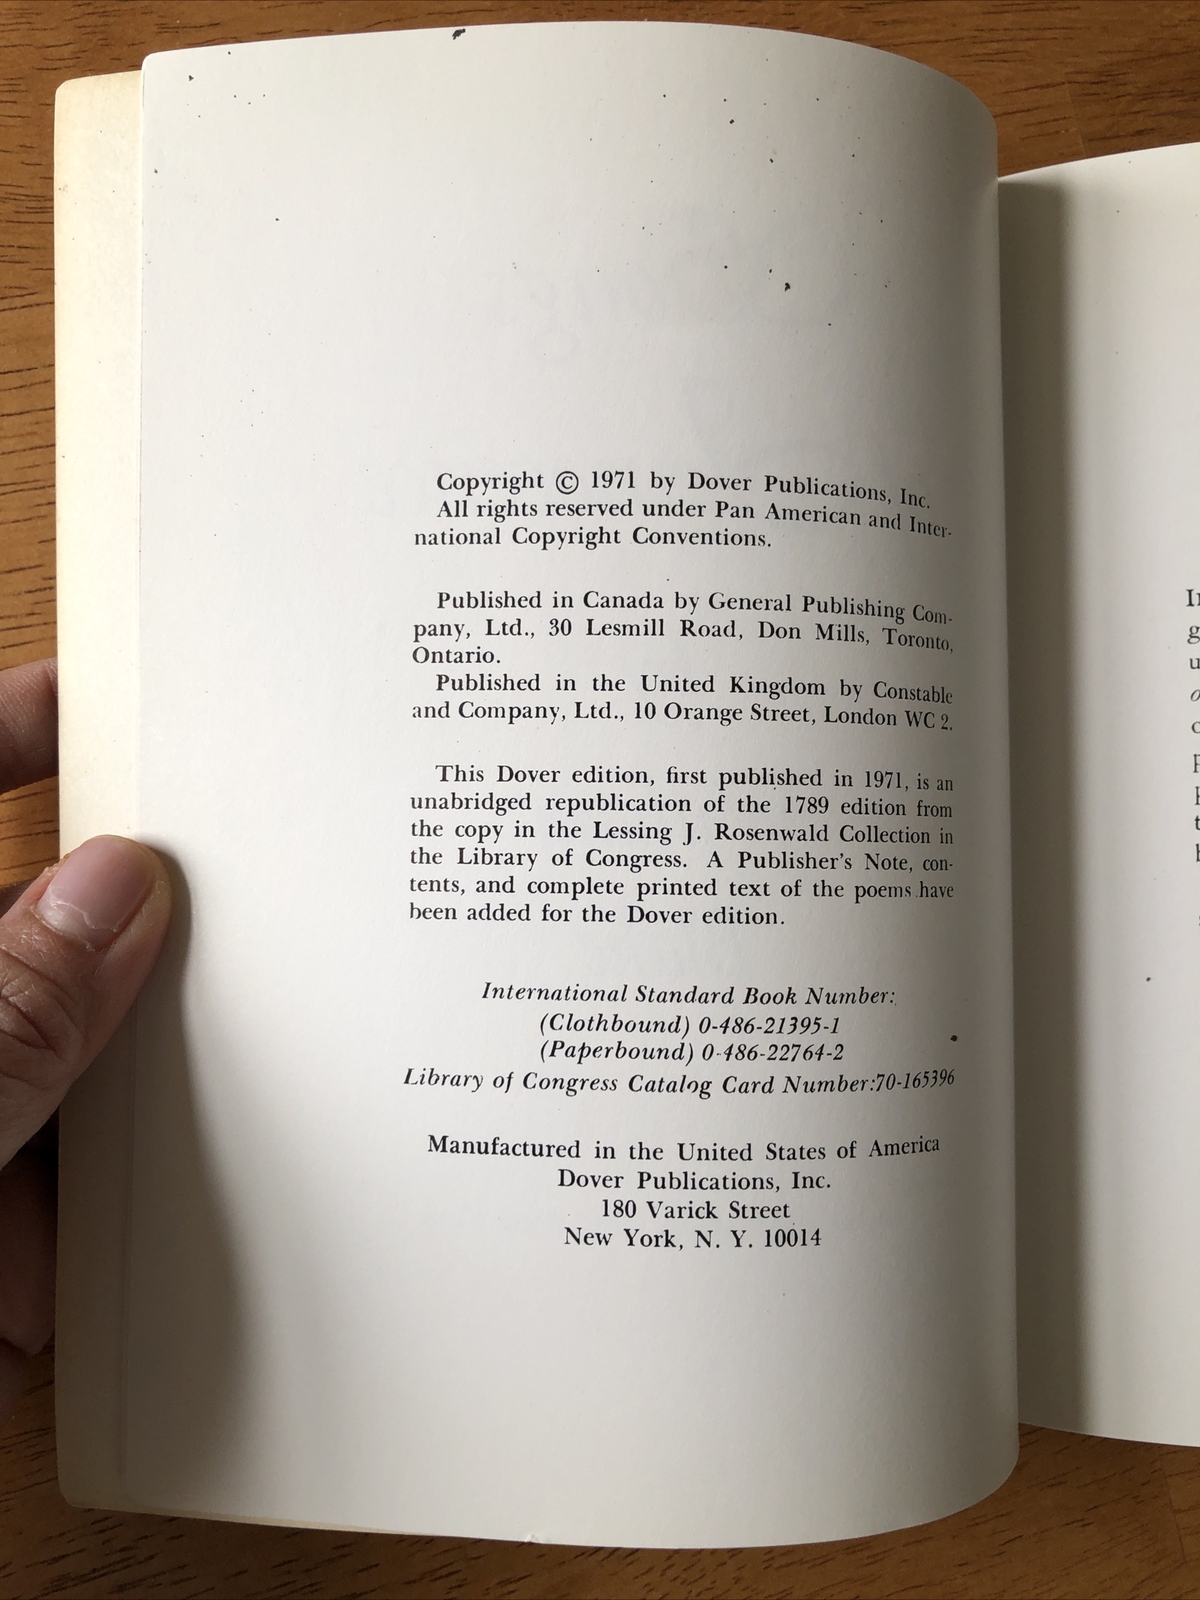 Copyright © 1971 by Dover Publications, Inc.
All rights reserved under Pan American and Inter-
national Copyright Conventions.
Published in Canada by General Publishing Com-
pany, Ltd., 30 Lesmill Road, Don Mills, Toronto,
Ontario.
Published in the United Kingdom by Constable
and Company, Ltd., 10 Orange Street, London WC 2.
This Dover edition, first published in 1971, is an
unabridged republication of the 1789 edition from
the copy in the Lessing J. Rosenwald Collection in
the Library of Congress. A Publisher's Note, con-
tents, and complete printed text of the poems have
been added for the Dover edition.
International Standard Book Number:
(Clothbound) 0-486-21395-1
(Paperbound) 0-486-22764-2
Library of Congress Catalog Card Number:70-165396
Manufactured in the United States of America
Dover Publications, Inc.
180 Varick Street
New York, N. Y. 10014